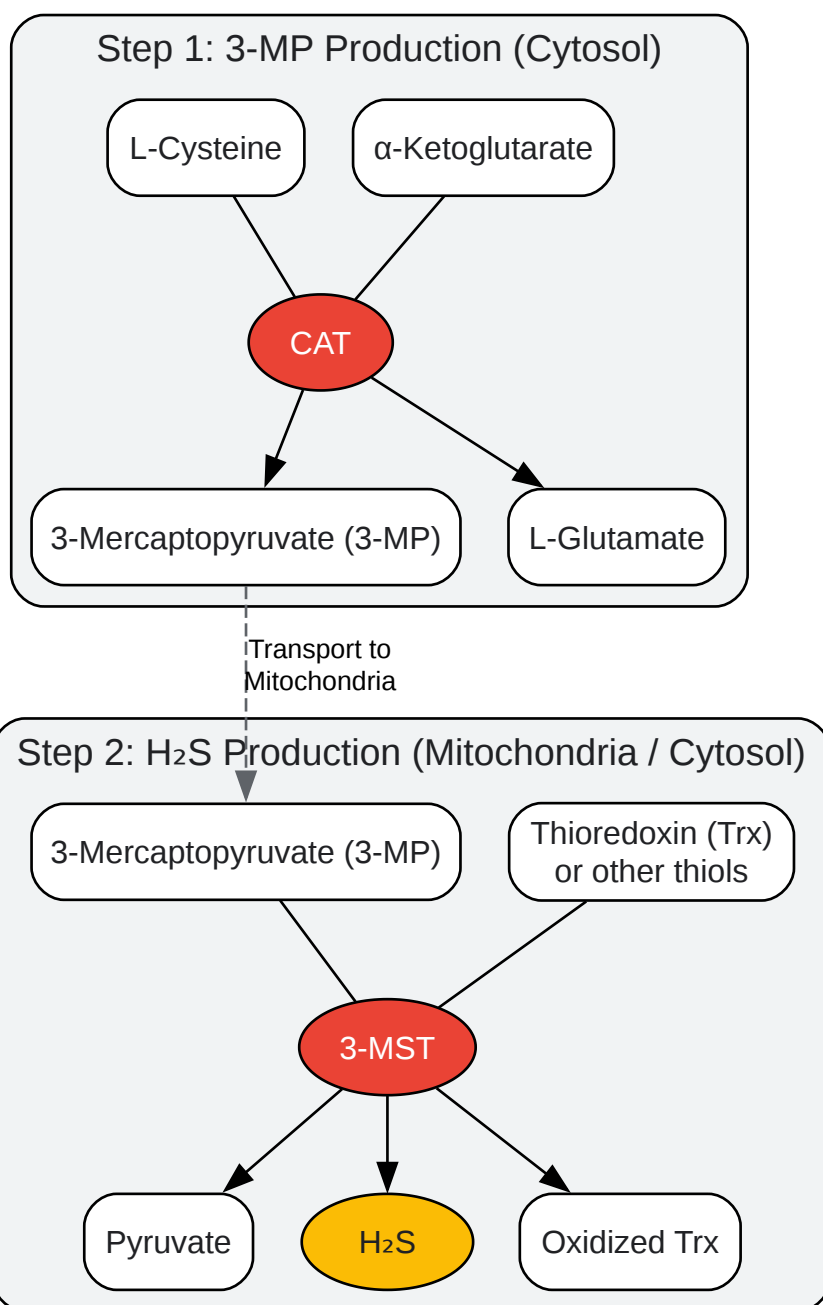 Step 1: 3-MP Production (Cytosol)
L-Cysteine
α-Ketoglutarate
CAT
3-Mercaptopyruvate (3-MP)
L-Glutamate
Transport to
Mitochondria
Step 2: H₂S Production (Mitochondria / Cytosol)
3-Mercaptopyruvate (3-MP)
Thioredoxin (Trx)
or other thiols
3-MST
Pyruvate
H₂S
Oxidized Trx